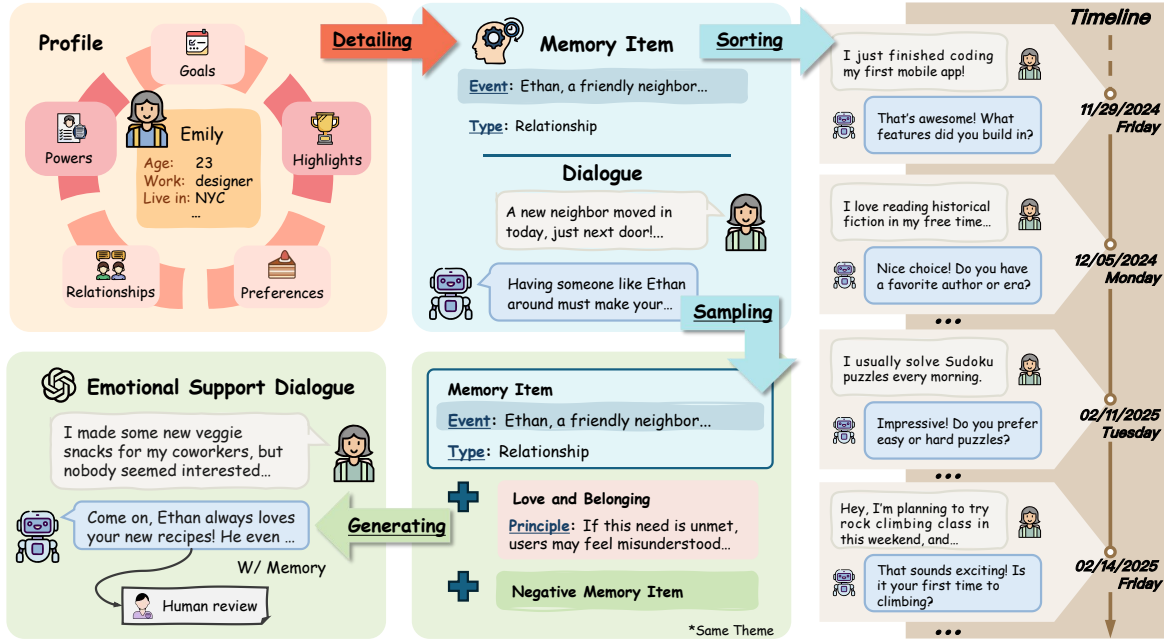 Profile
Goals
Powers
Highlights
Emily
Age: 23
Work: designer
Live in: NYC
...
Relationships
Preferences
Detailing
Memory Item
Event: Ethan, a friendly neighbor...
Type: Relationship
Dialogue
A new neighbor moved in
today, just next door!...
Having someone like Ethan
around must make your...
Sorting
Sampling
Timeline
I just finished coding
my first mobile app!
That's awesome! What
features did you build in?
11/29/2024
Friday
I love reading historical
fiction in my free time...
Nice choice! Do you have
a favorite author or era?
12/05/2024
Monday
...
I usually solve Sudoku
puzzles every morning.
Impressive! Do you prefer
easy or hard puzzles?
02/11/2025
Tuesday
...
Hey, I'm planning to try
rock climbing class in
this weekend, and...
That sounds exciting! Is
it your first time to
climbing?
02/14/2025
Friday
...
Memory Item
Event: Ethan, a friendly neighbor...
Type: Relationship
Love and Belonging
Principle: If this need is unmet,
users may feel misunderstood...
Negative Memory Item
*Same Theme
Generating
Emotional Support Dialogue
I made some new veggie
snacks for my coworkers, but
nobody seemed interested...
Come on, Ethan always loves
your new recipes! He even ...
W/ Memory
Human review